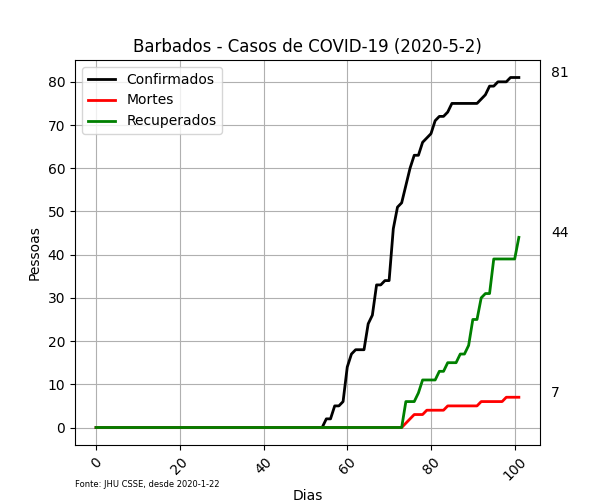 Barbados - Casos de COVID-19 (2020-5-2)
Confirmados
Mortes
Recuperados
81
44
7
Pessoas
80
70
60
50
40
30
20
10
0
0 20 40 60 80 100
Fonte: JHU CSSE, desde 2020-1-22
Dias